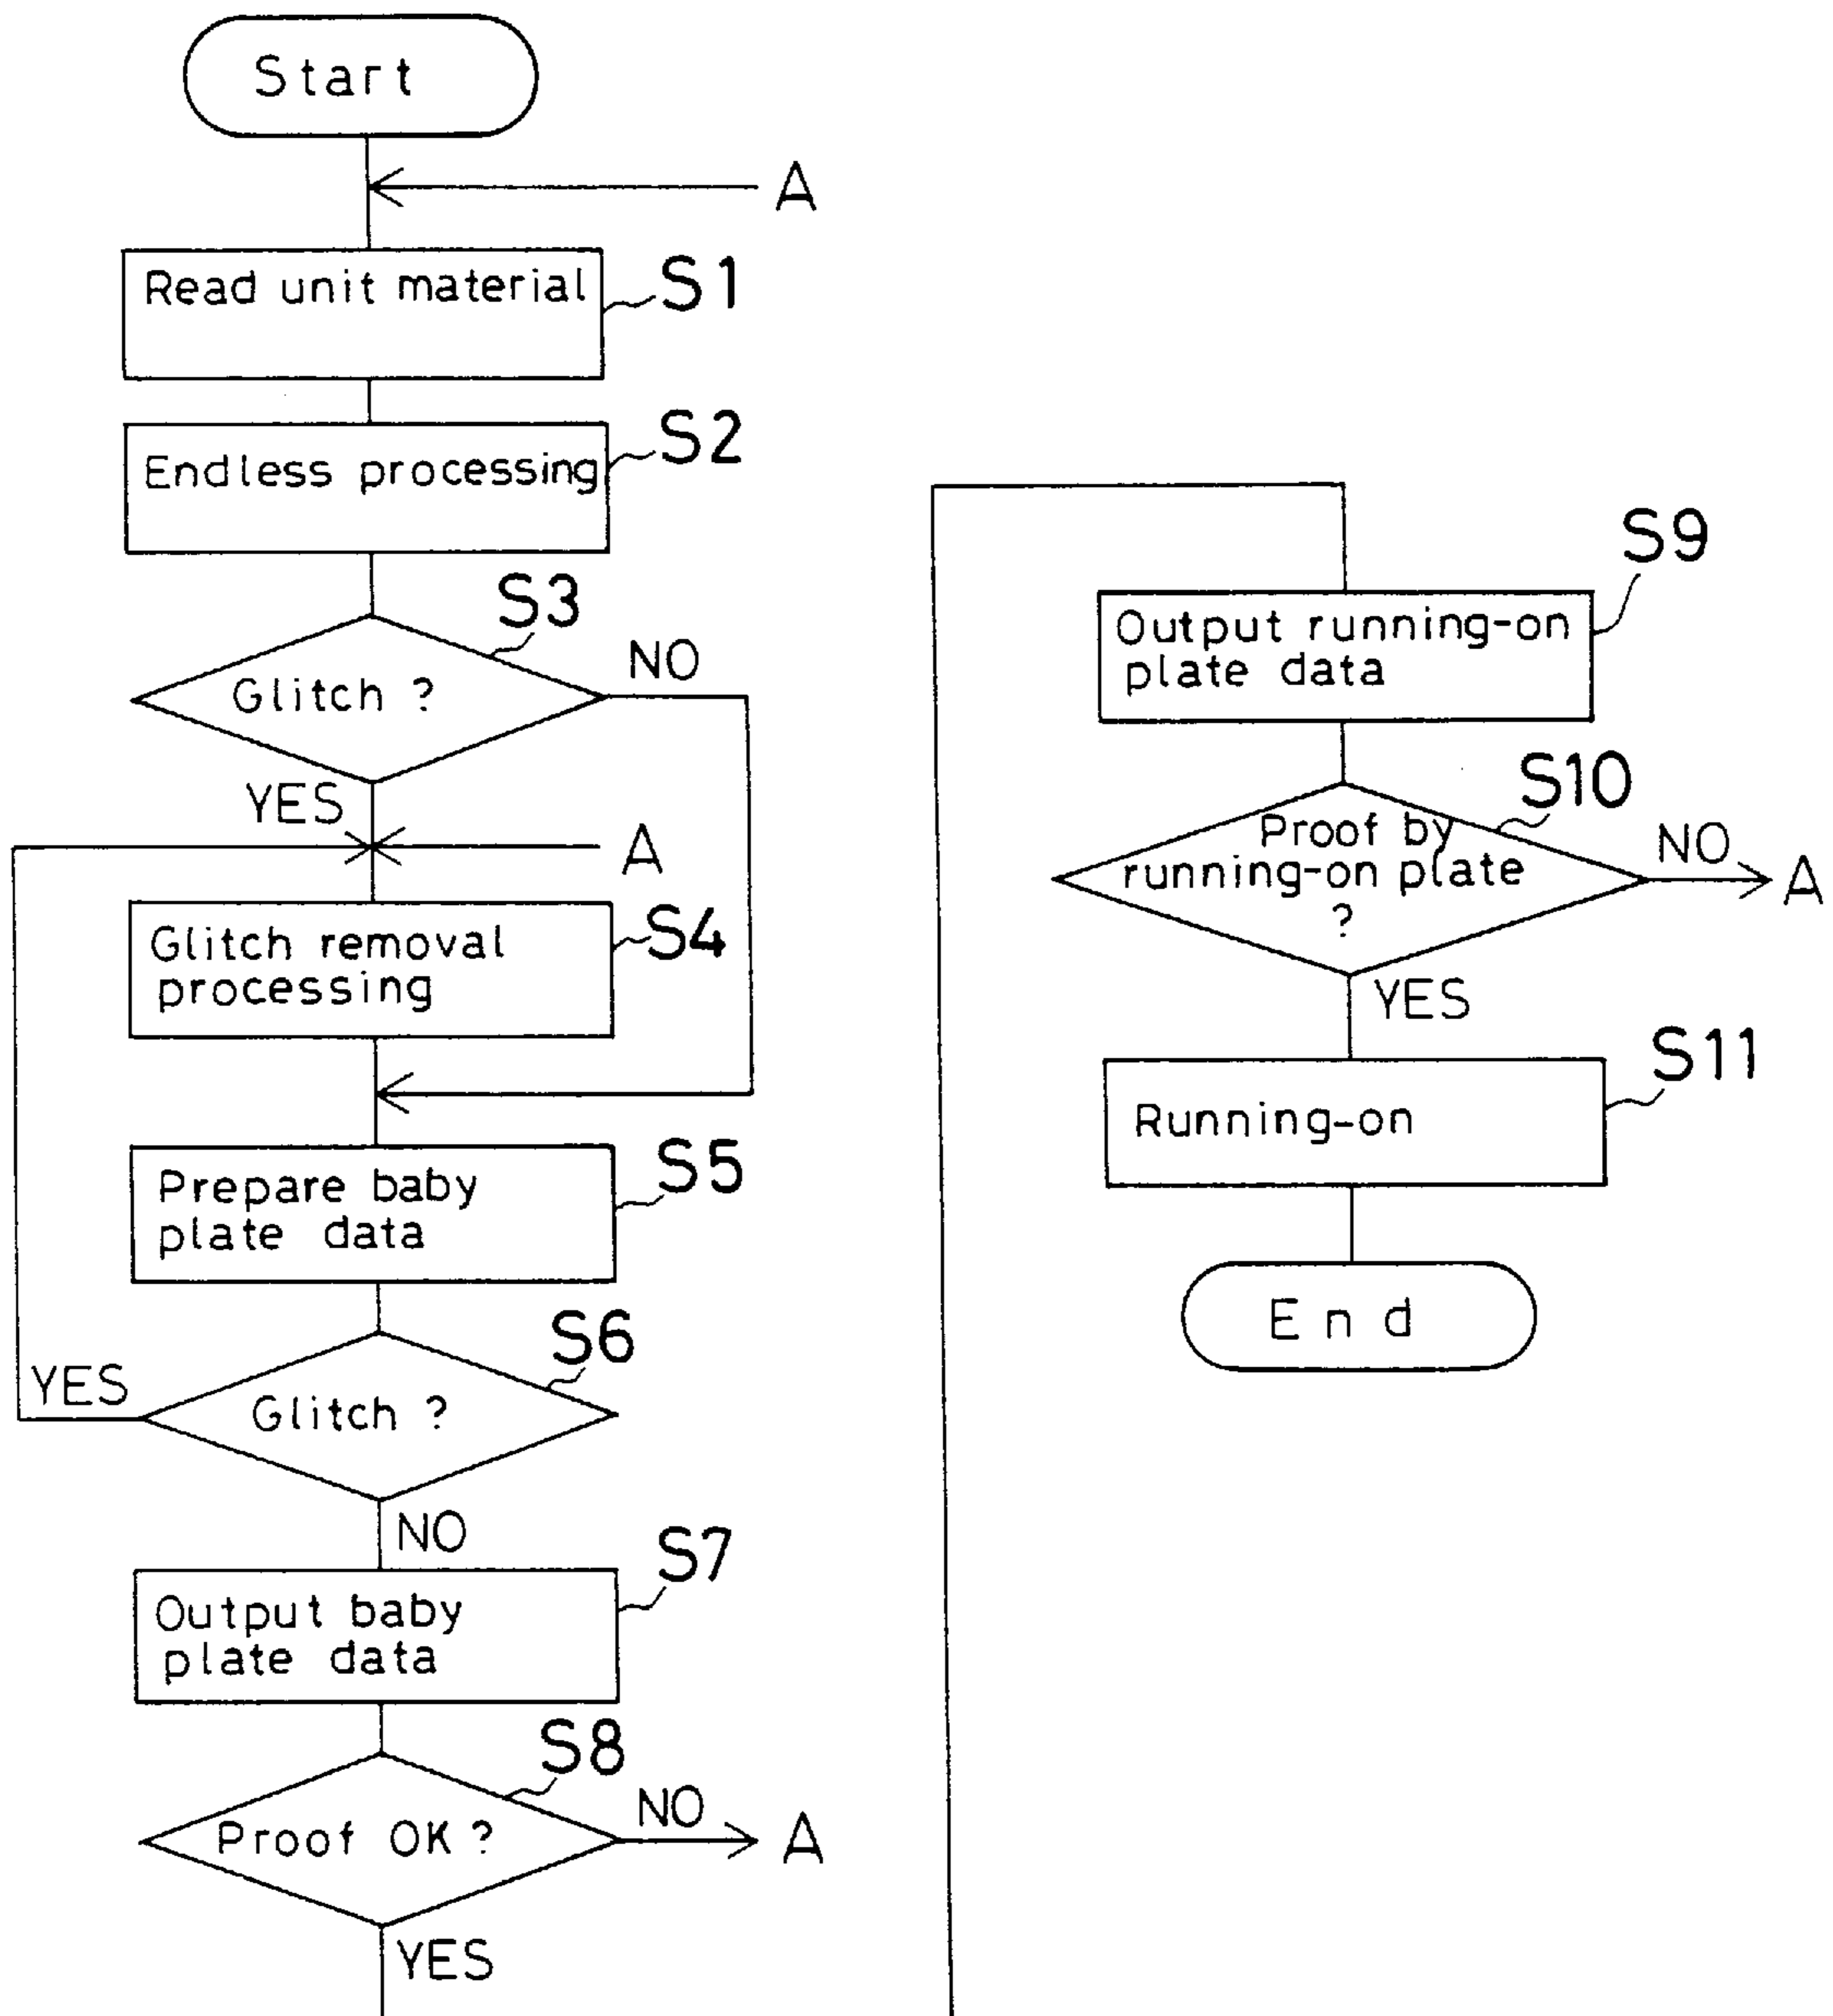 Start
A
Read unit material
S1
Endless processing
S2
S3
Glitch ?
NO
YES
A
Glitch removal
processing
S4
Prepare baby
plate data
S5
S6
Glitch ?
YES
NO
Output baby
plate data
S7
S8
Proof OK ?
NO
A
YES
S9
Output running-on
plate data
S10
Proof by
running-on plate
?
NO
A
YES
S11
Running-on
End